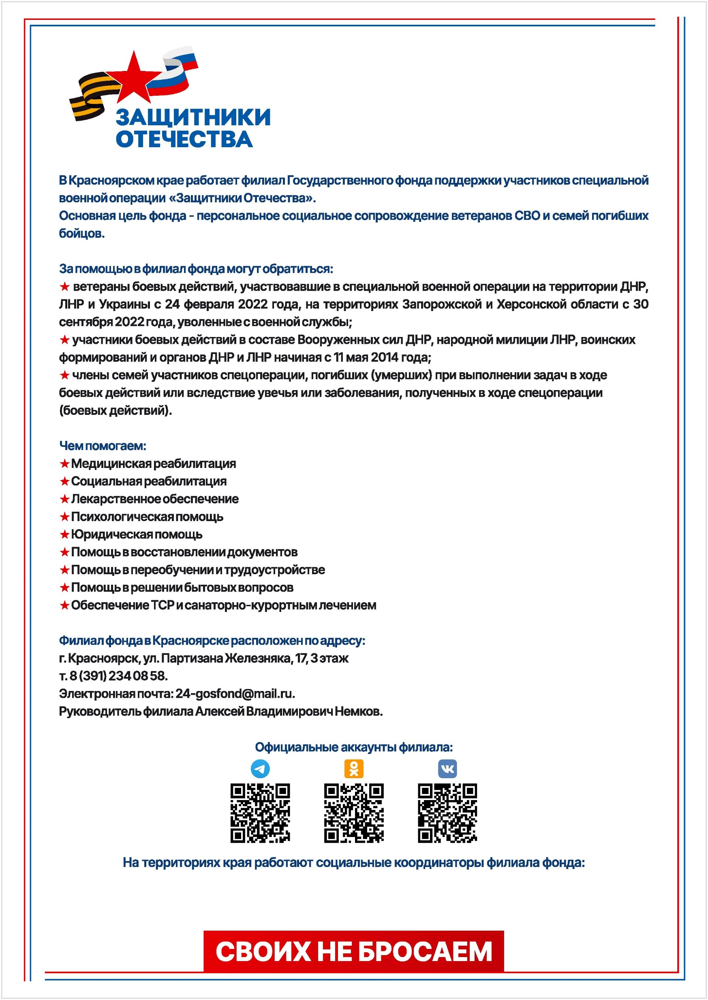 ЗАЩИТНИКИ
ОТЕЧЕСТВА
В Красноярском крае работает филиал Государственного фонда поддержки участников специальной
военной операции «Защитники Отечества».
Основная цель фонда - персональное социальное сопровождение ветеранов СВО и семей погибших
бойцов.
За помощью в филиал фонда могут обратиться:
★ ветераны боевых действий, участвовавшие в специальной военной операции на территории ДНР,
ЛНР и Украины с 24 февраля 2022 года, на территориях Запорожской и Херсонской области с 30
сентября 2022 года, уволенные с военной службы;
★ участники боевых действий в составе Вооруженных сил ДНР, народной милиции ЛНР, воинских
формирований и органов ДНР и ЛНР начиная с 11 мая 2014 года;
★ члены семей участников спецоперации, погибших (умерших) при выполнении задач в ходе
боевых действий или вследствие увечья или заболевания, полученных в ходе спецоперации
(боевых действий).
Чем помогаем:
★ Медицинская реабилитация
★ Социальная реабилитация
★ Лекарственное обеспечение
★ Психологическая помощь
★ Юридическая помощь
★ Помощь в восстановлении документов
★ Помощь в переобучении и трудоустройстве
★ Помощь в решении бытовых вопросов
★ Обеспечение ТСР и санаторно-курортным лечением
Филиал фонда в Красноярске расположен по адресу:
г. Красноярск, ул. Партизана Железняка, 17, 3 этаж
т. 8 (391) 234 08 58.
Электронная почта: 24-gosfond@mail.ru.
Руководитель филиала Алексей Владимирович Немков.
Официальные аккаунты филиала:
На территориях края работают социальные координаторы филиала фонда:
СВОИХ НЕ БРОСАЕМ